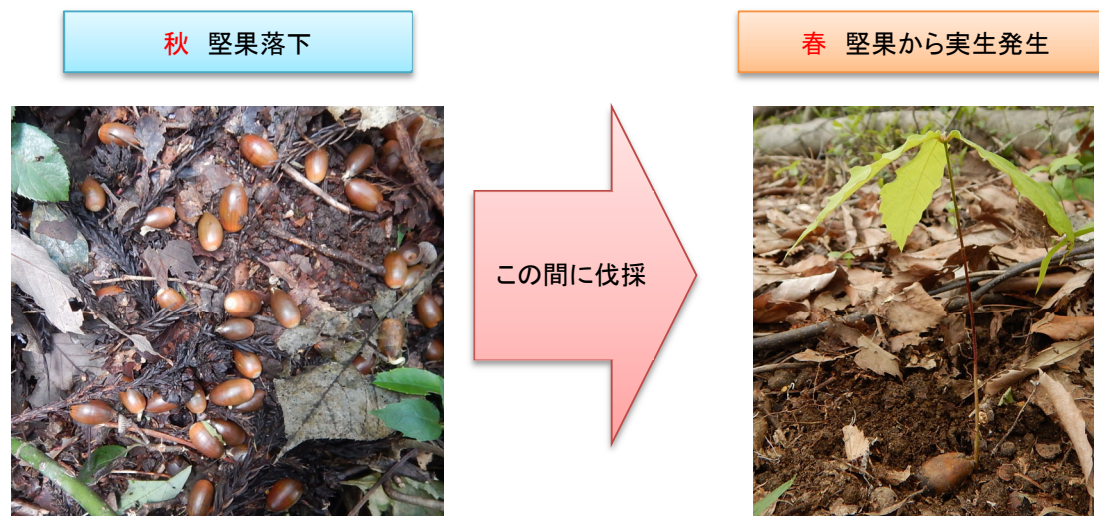 秋 堅果落下
春 堅果から実生発生
この間に伐採